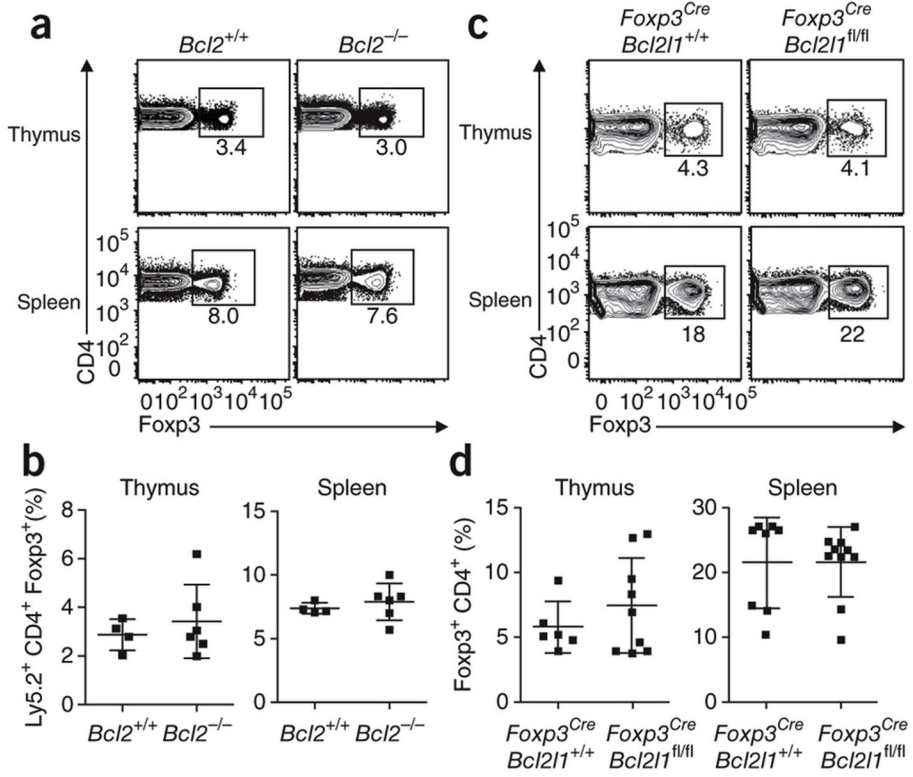 a
Bcl2+/+ Bcl2–/–
Thymus
3.4 3.0
Spleen
10⁵
10⁴
10³
10²
0
8.0 7.6
CD4
0 10² 10³ 10⁴ 10⁵
Foxp3
c
Foxp3Cre Foxp3Cre
Bcl2l1+/+ Bcl2l1fl/fl
Thymus
4.3 4.1
Spleen
10⁵
10⁴
10³
10²
0
18 22
CD4
0 10² 10³ 10⁴ 10⁵
Foxp3
b
Thymus Spleen
Ly5.2+ CD4+ Foxp3+(%)
8
6
4
2
0
15
10
5
0
Bcl2+/+ Bcl2–/– Bcl2+/+ Bcl2–/–
d
Thymus Spleen
Foxp3+ CD4+ (%)
15
10
5
0
30
20
10
0
Foxp3Cre Foxp3Cre Foxp3Cre Foxp3Cre
Bcl2l1+/+ Bcl2l1fl/fl Bcl2l1+/+ Bcl2l1fl/fl